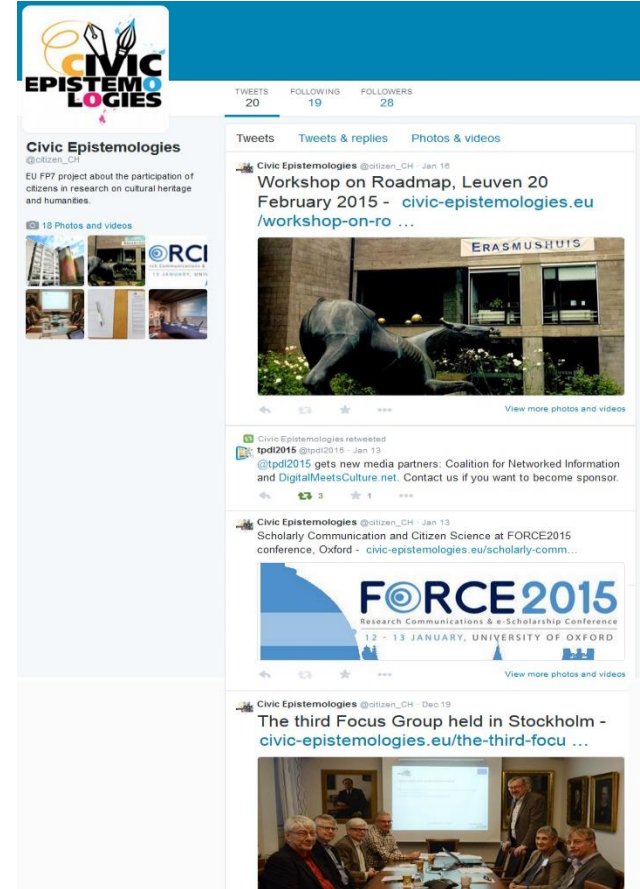 CIVIC
EPISTEMO
LOGIES
TWEETS
20
FOLLOWING
19
FOLLOWERS
28
Civic Epistemologies
@citizen_CH
EU FP7 project about the participation of
citizens in research on cultural heritage
and humanities.
18 Photos and videos
Tweets Tweets & replies Photos & videos
Civic Epistemologies @citizen_CH · Jan 16
Workshop on Roadmap, Leuven 20
February 2015 - civic-epistemologies.eu
/workshop-on-ro ...
ERASMUSHUIS
View more photos and videos
Civic Epistemologies retweeted
tpdl2015 @tpdl2015 · Jan 13
@tpdl2015 gets new media partners: Coalition for Networked Information
and DigitalMeetsCulture.net. Contact us if you want to become sponsor.
3 1
Civic Epistemologies @citizen_CH · Jan 13
Scholarly Communication and Citizen Science at FORCE2015
conference, Oxford - civic-epistemologies.eu/scholarly-comm...
FORCE2015
Research Communications & e-Scholarship Conference
12 - 13 JANUARY, UNIVERSITY OF OXFORD
View more photos and videos
Civic Epistemologies @citizen_CH · Dec 19
The third Focus Group held in Stockholm -
civic-epistemologies.eu/the-third-focu ...